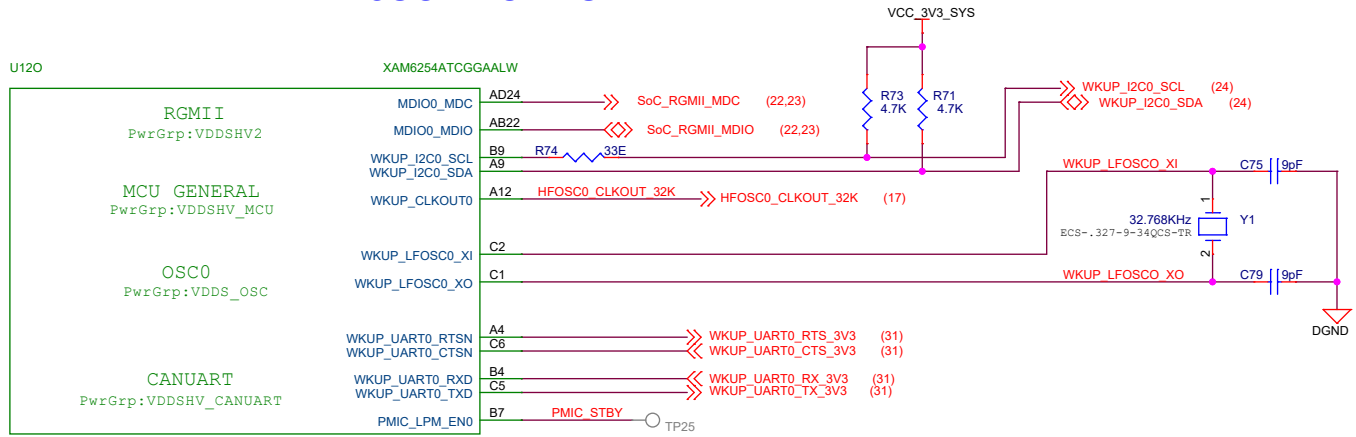 VCC_3V3_SYS
U12O
XAM6254ATCGGAALW
RGMII
PwrGrp:VDDSHV2
MDIO0_MDC
AD24
SoC_RGMII_MDC
(22,23)
MDIO0_MDIO
AB22
SoC_RGMII_MDIO
(22,23)
R73
4.7K
R71
4.7K
WKUP_I2C0_SCL
(24)
WKUP_I2C0_SDA
(24)
WKUP_I2C0_SCL
B9
R74
33E
WKUP_I2C0_SDA
A9
MCU GENERAL
PwrGrp:VDDSHV_MCU
WKUP_CLKOUT0
A12
HFOSC0_CLKOUT_32K
HFOSC0_CLKOUT_32K
(17)
WKUP_LFOSCO_XI
C75
9pF
1
32.768KHz
Y1
ECS-.327-9-34QCS-TR
2
WKUP_LFOSC0_XI
C2
OSC0
PwrGrp:VDDS_OSC
WKUP_LFOSC0_XO
C1
WKUP_LFOSCO_XO
C79
9pF
DGND
WKUP_UART0_RTSN
A4
WKUP_UART0_RTS_3V3
(31)
WKUP_UART0_CTSN
C6
WKUP_UART0_CTS_3V3
(31)
CANUART
PwrGrp:VDDSHV_CANUART
WKUP_UART0_RXD
B4
WKUP_UART0_RX_3V3
(31)
WKUP_UART0_TXD
C5
WKUP_UART0_TX_3V3
(31)
PMIC_LPM_EN0
B7
PMIC_STBY
TP25